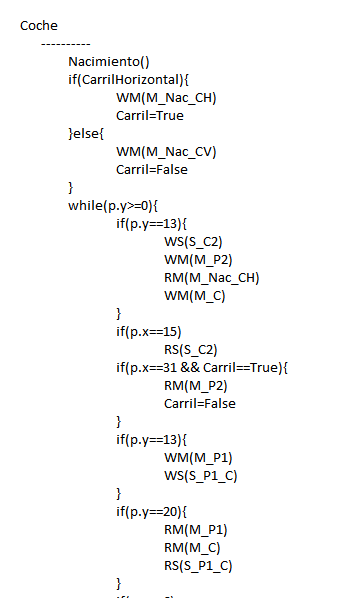 Coche
----------
Nacimiento()
if(CarrilHorizontal){
WM(M_Nac_CH)
Carril=True
}else{
WM(M_Nac_CV)
Carril=False
}
while(p.y>=0){
if(p.y==13){
WS(S_C2)
WM(M_P2)
RM(M_Nac_CH)
WM(M_C)
}
if(p.x==15)
RS(S_C2)
if(p.x==31 && Carril==True){
RM(M_P2)
Carril=False
}
if(p.y==13){
WM(M_P1)
WS(S_P1_C)
}
if(p.y==20){
RM(M_P1)
RM(M_C)
RS(S_P1_C)
}